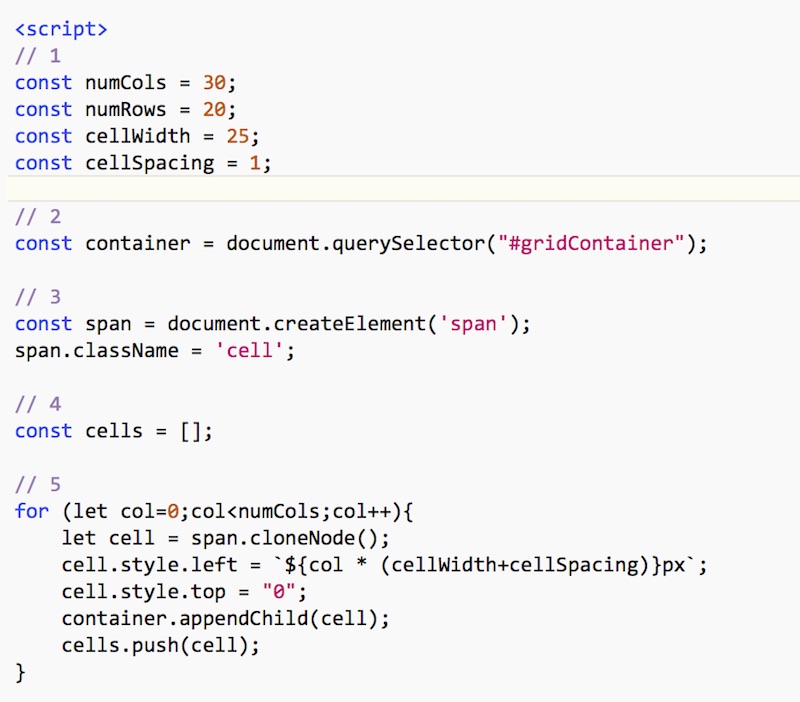 <script>
// 1
const numCols = 30;
const numRows = 20;
const cellWidth = 25;
const cellSpacing = 1;
// 2
const container = document.querySelector("#gridContainer");
// 3
const span = document.createElement('span');
span.className = 'cell';
// 4
const cells = [];
// 5
for (let col=0;col<numCols;col++){
    let cell = span.cloneNode();
    cell.style.left = `${col * (cellWidth+cellSpacing)}px`;
    cell.style.top = "0";
    container.appendChild(cell);
    cells.push(cell);
}